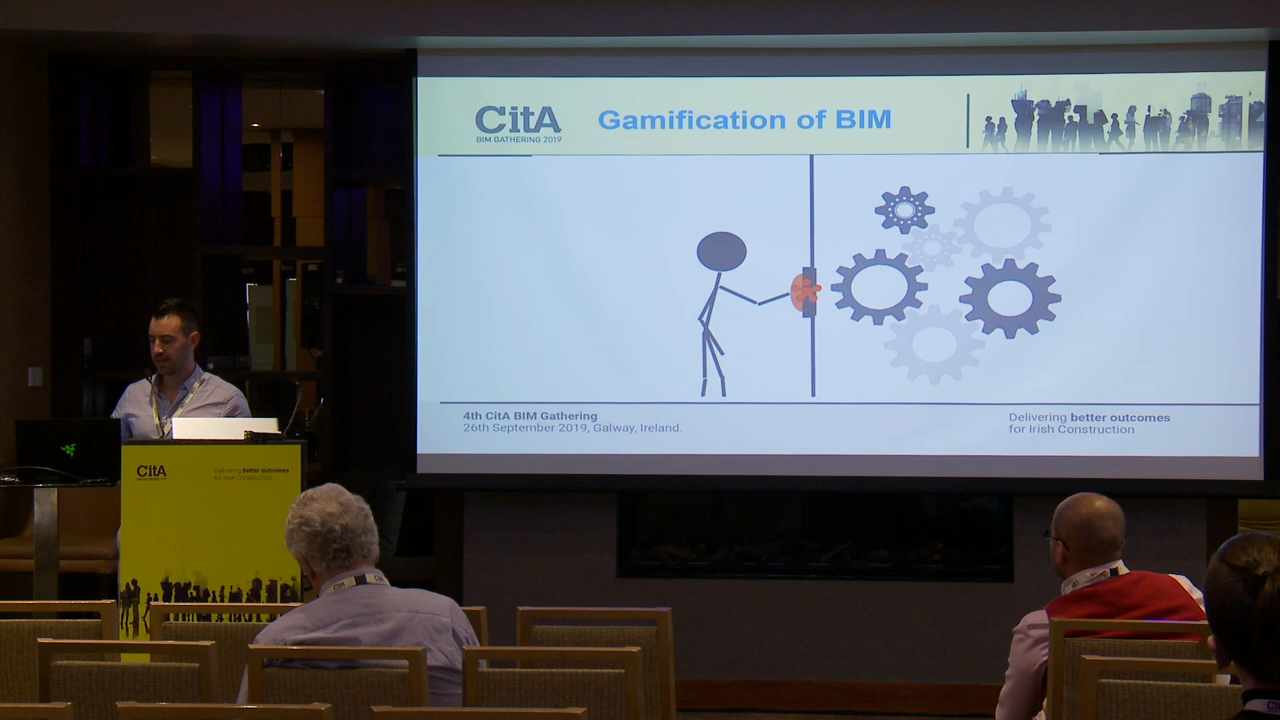 CitA
BIM GATHERING 2019
Gamification of BIM
4th CitA BIM Gathering
26th September 2019, Galway, Ireland.
Delivering better outcomes
for Irish Construction
CitA
Delivering better outcomes
for Irish Construction